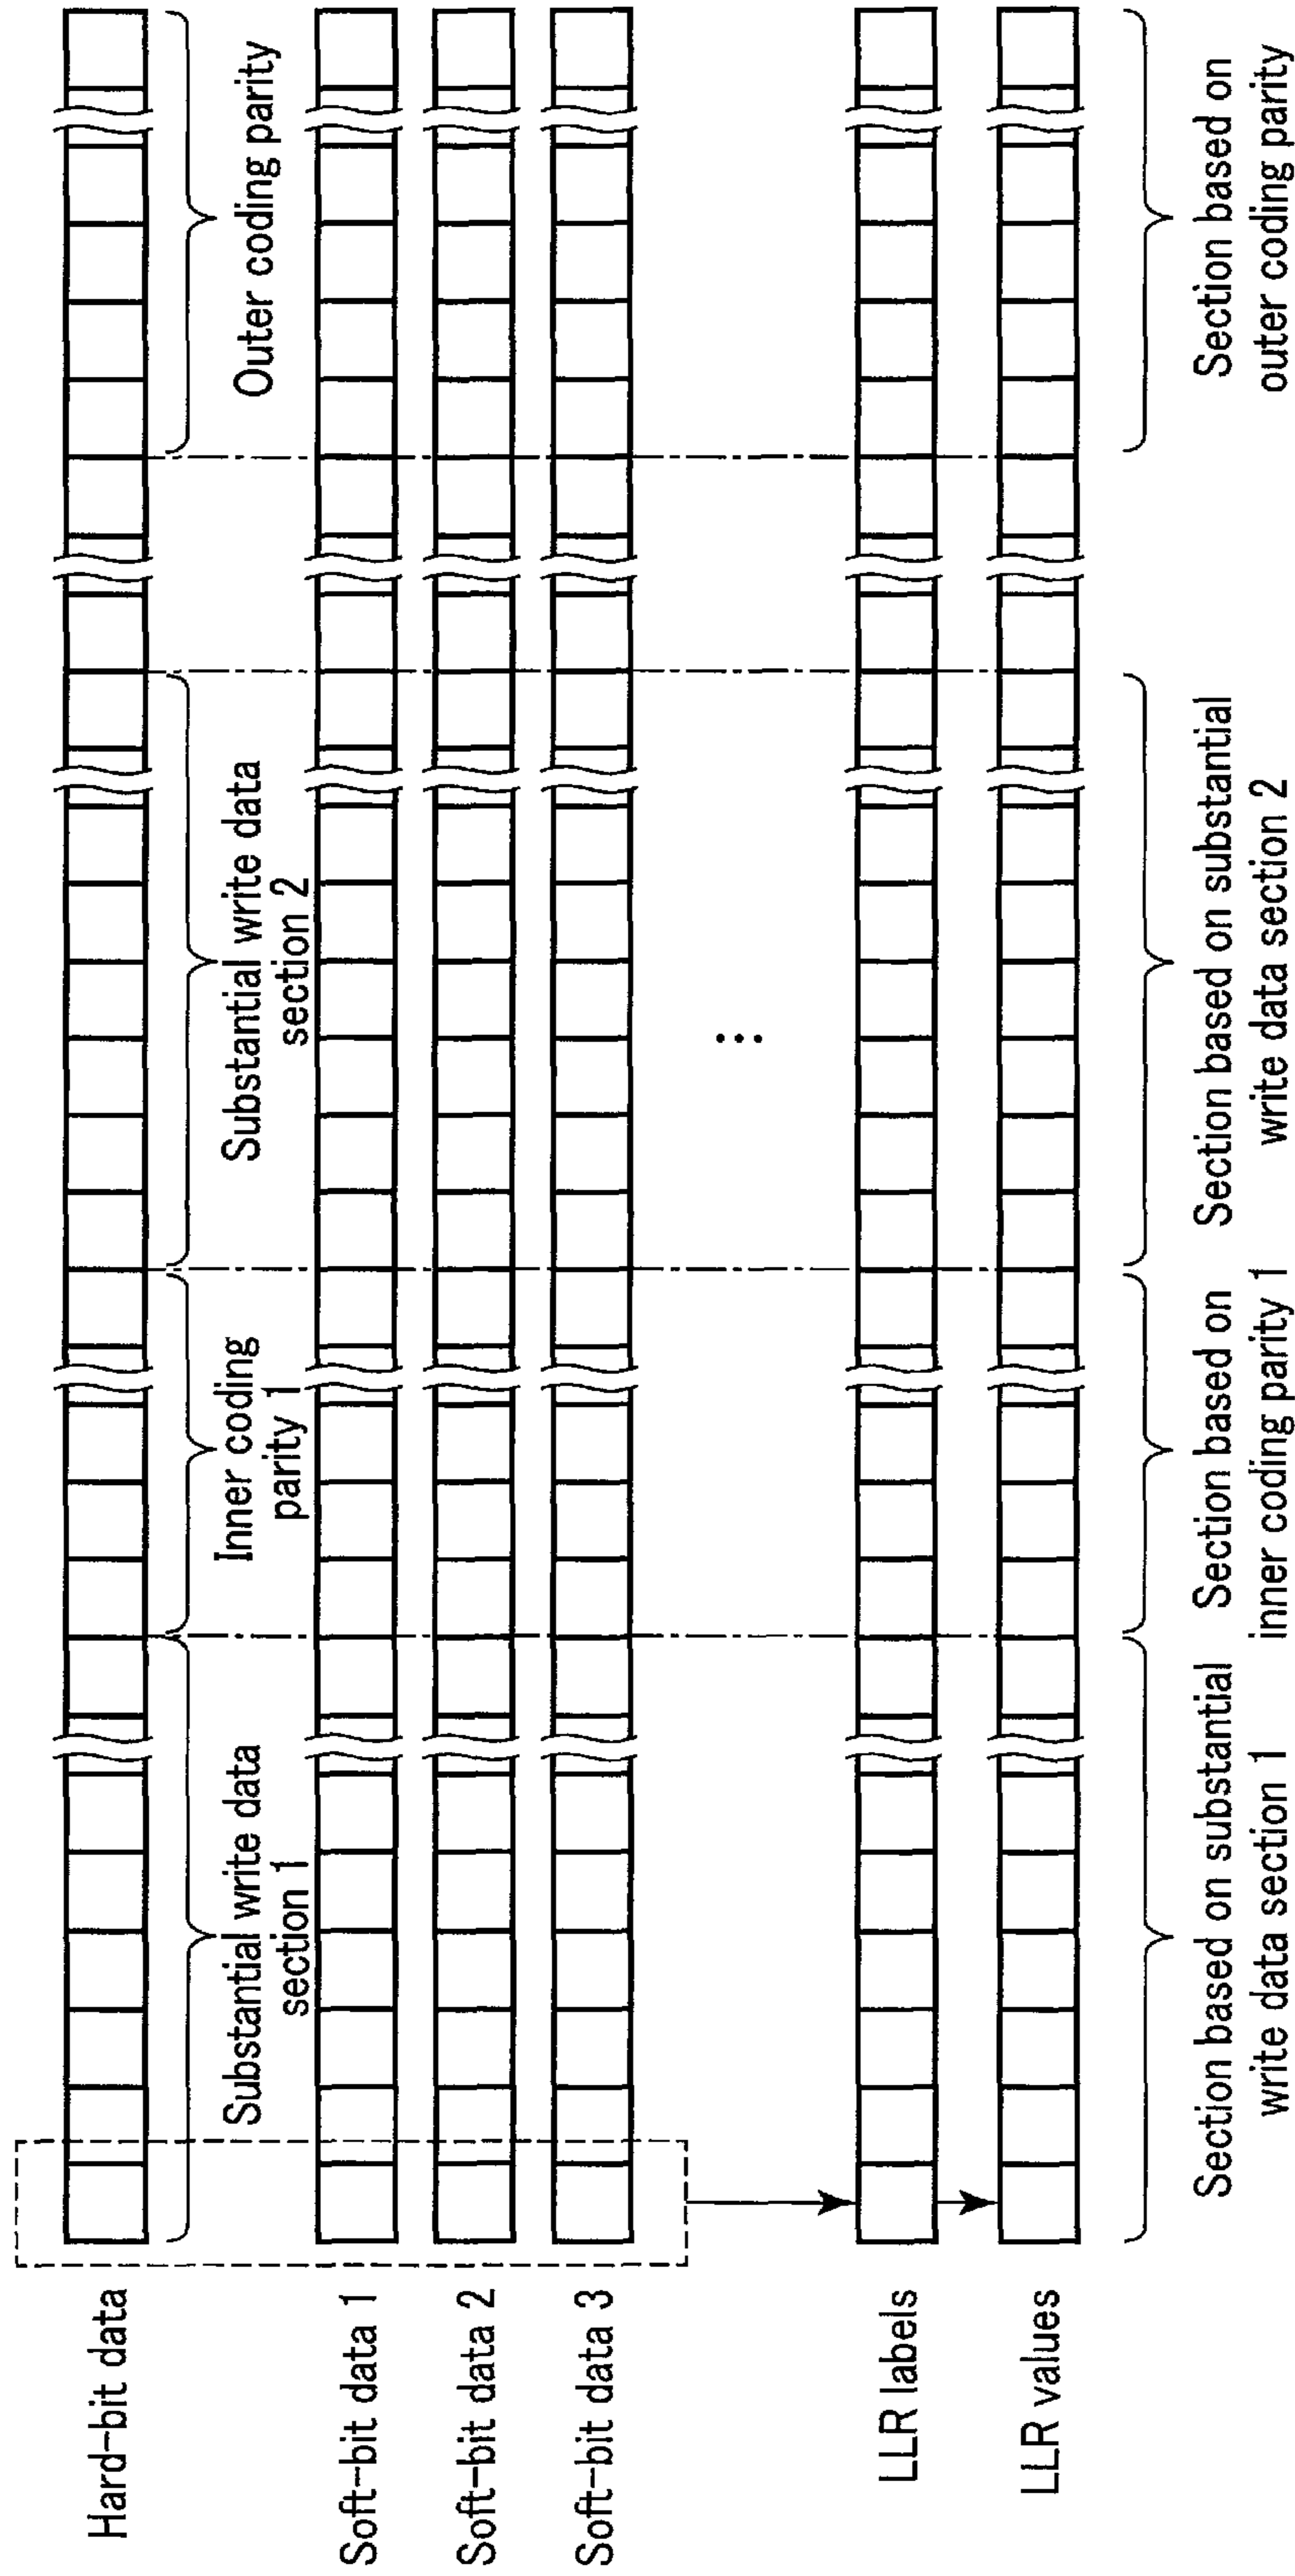 Hard-bit data
Substantial write data
section 1
Inner coding
parity 1
Substantial write data
section 2
Outer coding parity
Soft-bit data 1
Soft-bit data 2
Soft-bit data 3
...
LLR labels
LLR values
Section based on substantial
write data section 1
Section based on
inner coding parity 1
Section based on substantial
write data section 2
Section based on
outer coding parity